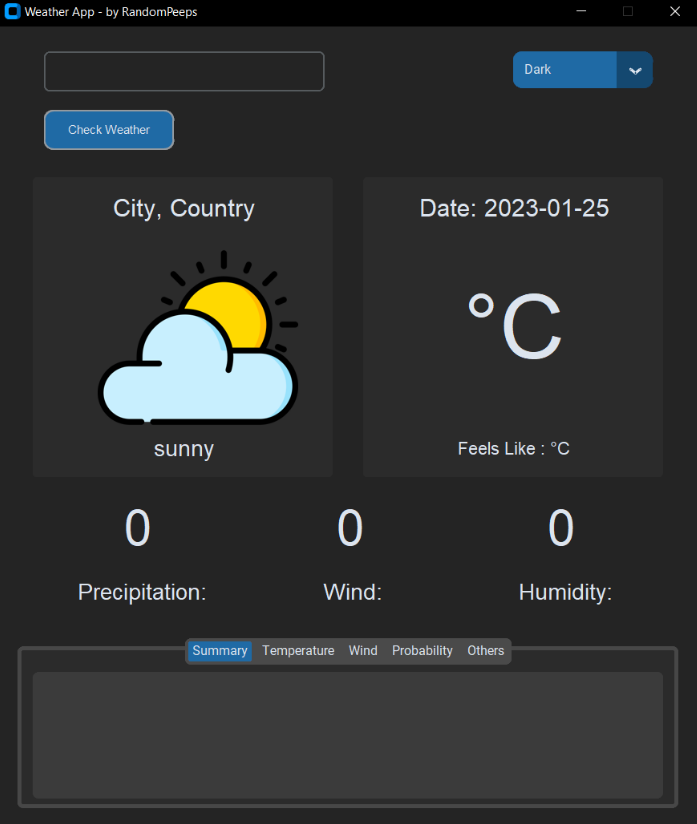 Weather App - by RandomPeeps
Dark
Check Weather
City, Country
sunny
Date: 2023-01-25
°C
Feels Like : °C
0 0 0
Precipitation: Wind: Humidity:
Summary Temperature Wind Probability Others